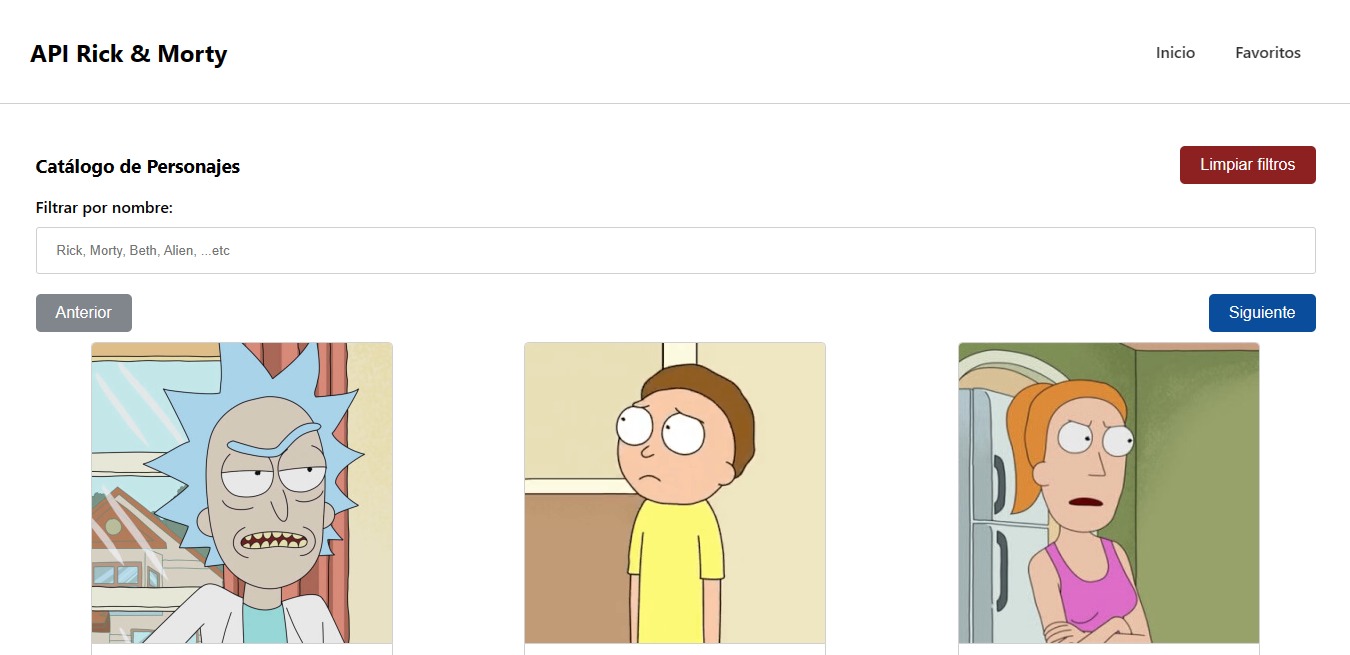 API Rick & Morty
Inicio
Favoritos
Catálogo de Personajes
Limpiar filtros
Filtrar por nombre:
Rick, Morty, Beth, Alien, ...etc
Anterior
Siguiente